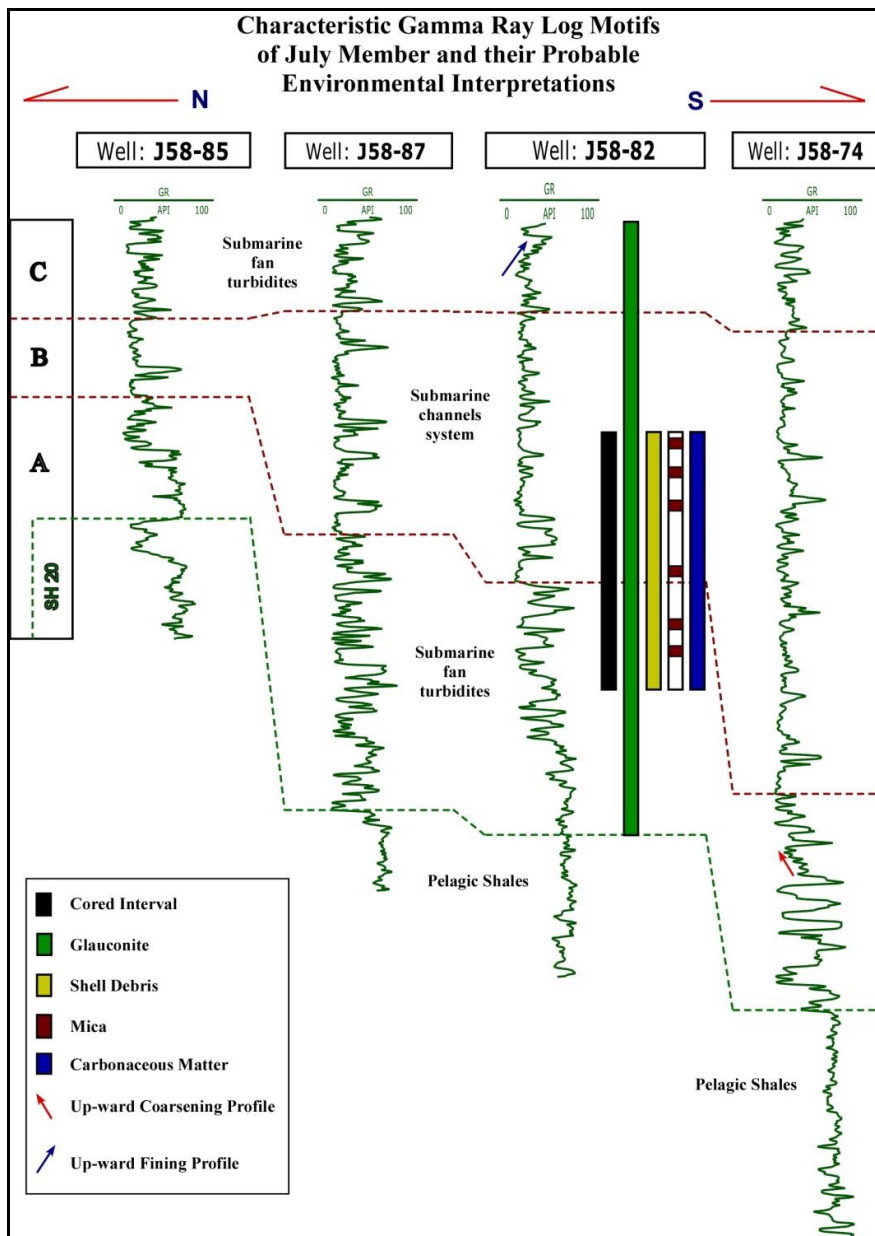 Characteristic Gamma Ray Log Motifs
of July Member and their Probable
Environmental Interpretations
N
S
Well: J58-85
Well: J58-87
Well: J58-82
Well: J58-74
GR
0 API 100
GR
0 API 100
GR
0 API 100
GR
0 API 100
C
Submarine
fan
turbidites
B
Submarine
channels
system
A
SH 20
Submarine
fan
turbidites
Pelagic Shales
Pelagic Shales
Cored Interval
Glauconite
Shell Debris
Mica
Carbonaceous Matter
Up-ward Coarsening Profile
Up-ward Fining Profile